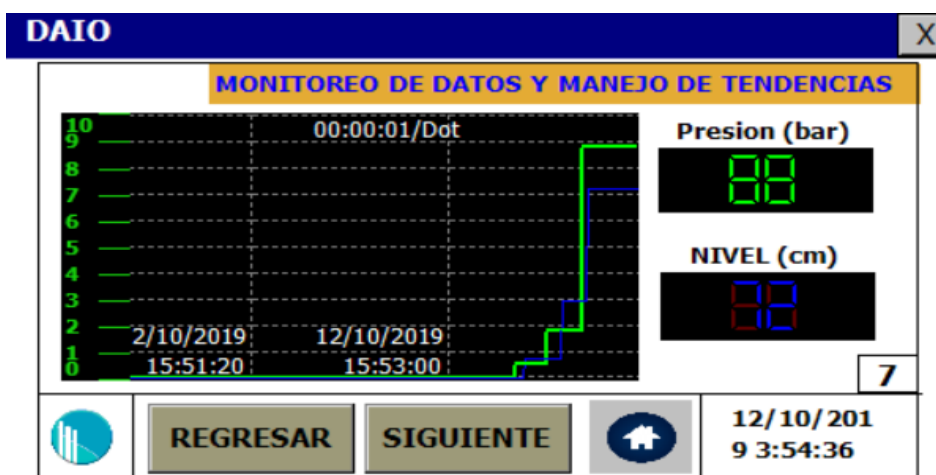 DAIO
X
MONITOREO DE DATOS Y MANEJO DE TENDENCIAS
10
9
8
7
6
5
4
3
2
1
0
00:00:01/Dot
2/10/2019
15:51:20
12/10/2019
15:53:00
Presion (bar)
88
NIVEL (cm)
72
7
REGRESAR
SIGUIENTE
12/10/201
9 3:54:36